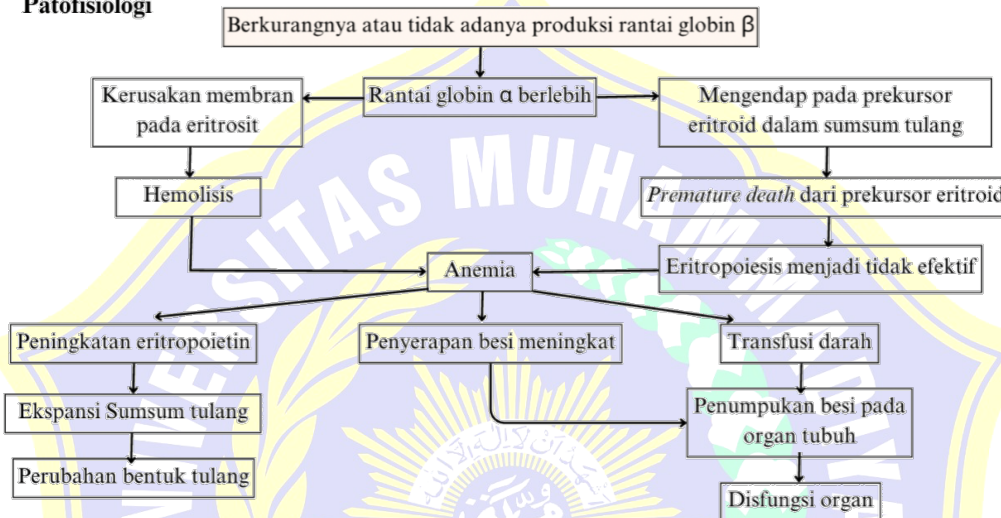 Patofisiologi
Berkurangnya atau tidak adanya produksi rantai globin β
Kerusakan membran
pada eritrosit
Rantai globin α berlebih
Mengendap pada prekursor
eritroid dalam sumsum tulang
Hemolisis
Premature death dari prekursor eritroid
Anemia
Eritropoiesis menjadi tidak efektif
Peningkatan eritropoietin
Penyerapan besi meningkat
Transfusi darah
Ekspansi Sumsum tulang
Penumpukan besi pada
organ tubuh
Perubahan bentuk tulang
Disfungsi organ
UNIVERSITAS MUHAMMADIY